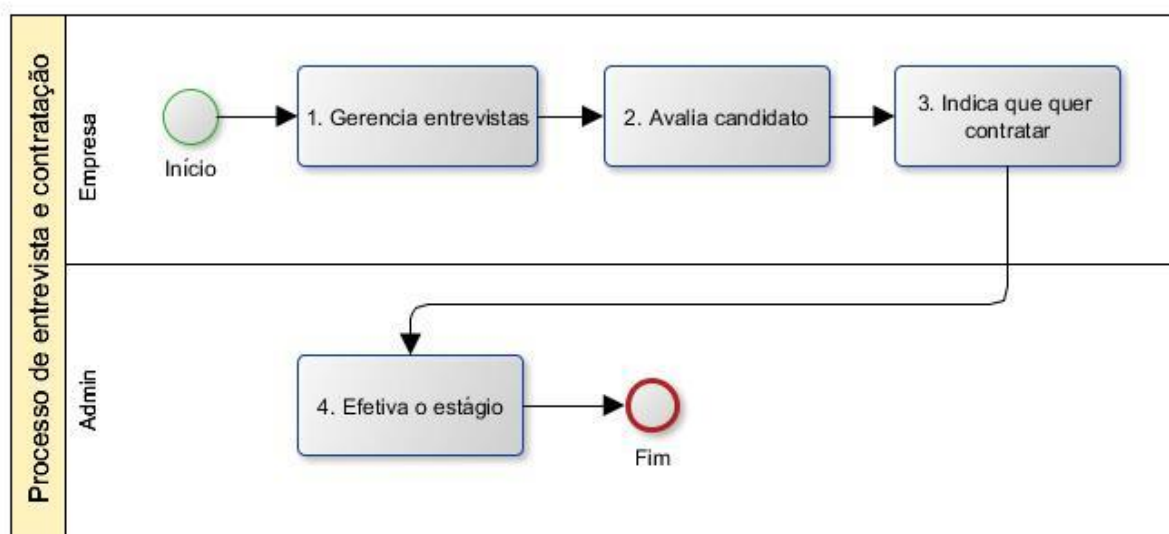 Processo de entrevista e contratação
Empresa
Início
1. Gerencia entrevistas
2. Avalia candidato
3. Indica que quer
contratar
Admin
4. Efetiva o estágio
Fim